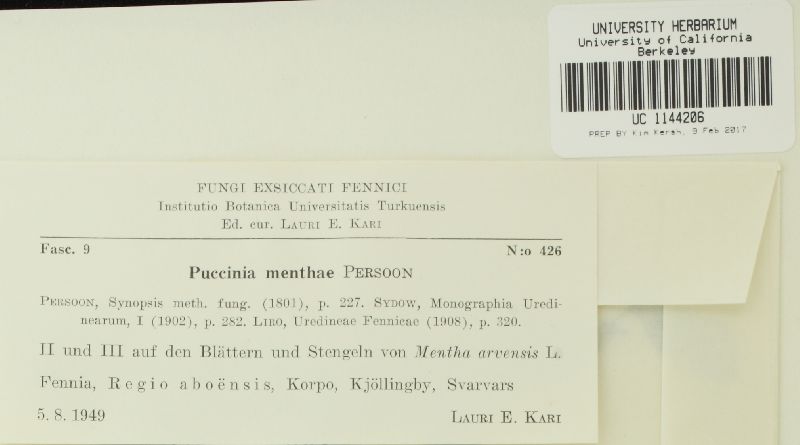 UNIVERSITY HERBARIUM
University of California
Berkeley
UC 1144206
PREP BY Kim Kersh, 9 Feb 2017
FUNGI EXSICCATI FENNICI
Institutio Botanica Universitatis Turkuensis
Ed. cur. LAURI E. KARI
Fasc. 9 N:o 426
Puccinia menthae PERSOON
PERSOON, Synopsis meth. fung. (1801), p. 227. SYDOW, Monographia Uredi-
nearum, I (1902), p. 282. LIRO, Uredineae Fennicae (1908), p. 320.
II und III auf den Blättern und Stengeln von Mentha arvensis L.
Fennia, Regio aboënsis, Korpo, Kjöllingby, Svarvars
5. 8. 1949 LAURI E. KARI